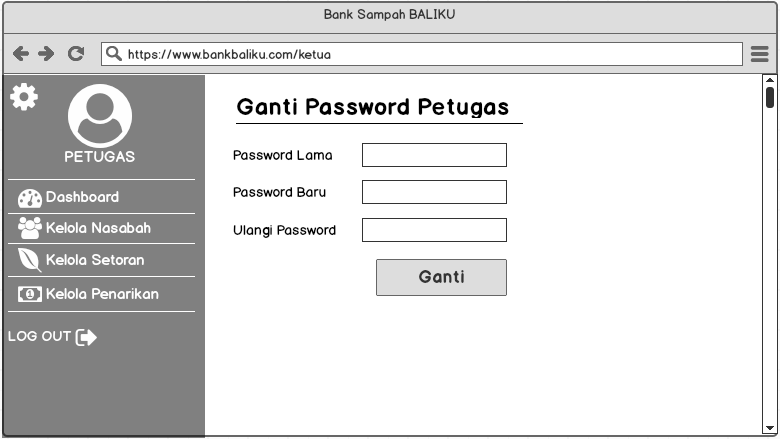 Bank Sampah BALIKU
https://www.bankbaliku.com/ketua
PETUGAS
Dashboard
Kelola Nasabah
Kelola Setoran
Kelola Penarikan
LOG OUT
Ganti Password Petugas
Password Lama
Password Baru
Ulangi Password
Ganti